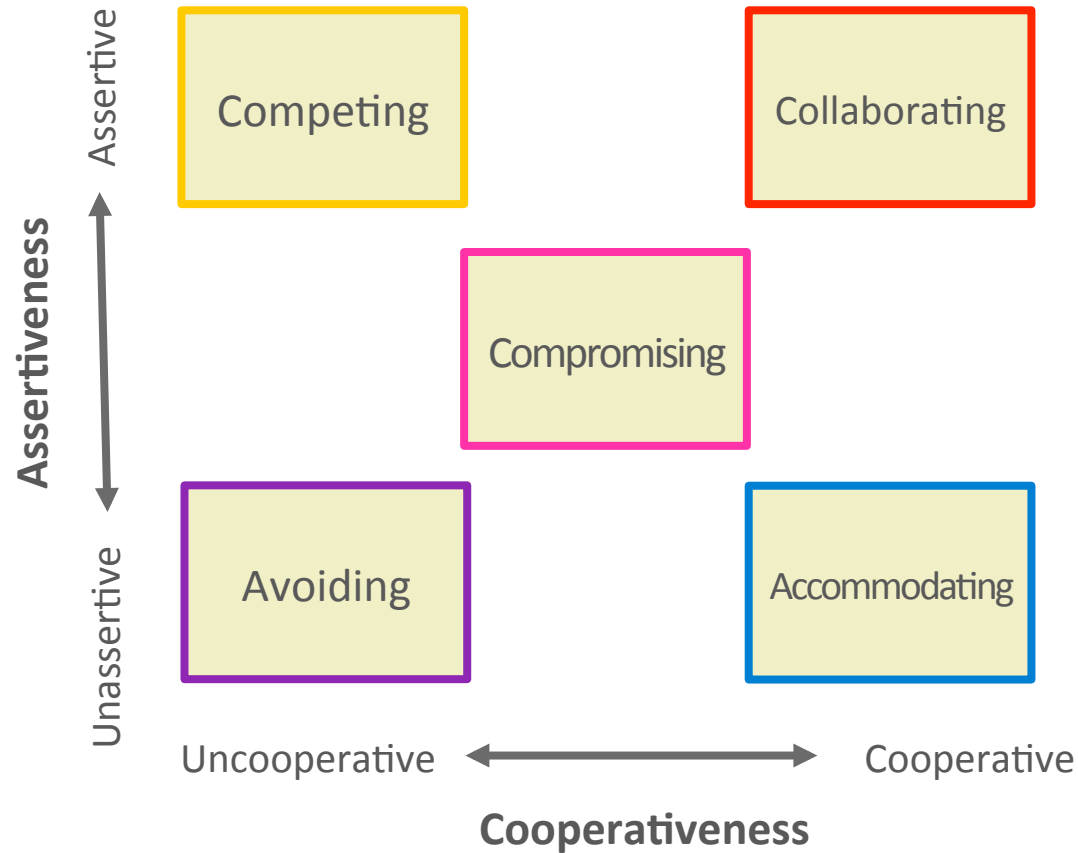 Assertive
Competing
Collaborating
Assertiveness
Compromising
Unassertive
Avoiding
Accommodating
Uncooperative
Cooperative
Cooperativeness